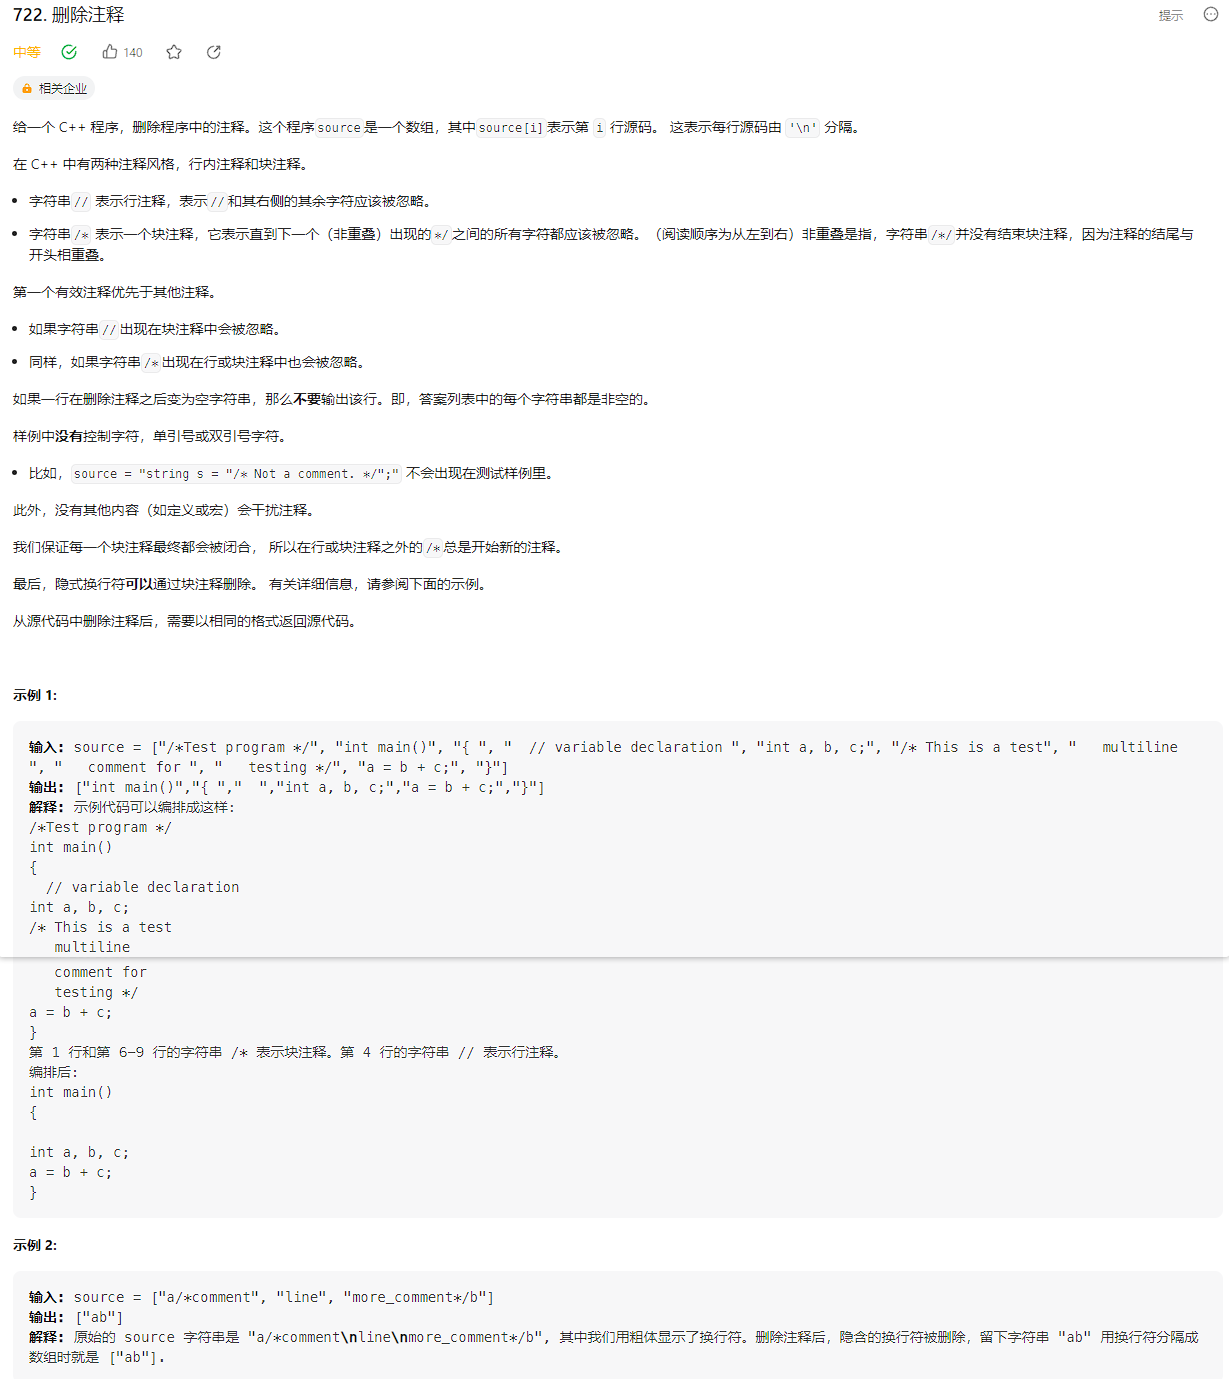 722. 删除注释
提示
中等
140
相关企业
给一个 C++ 程序，删除程序中的注释。这个程序source是一个数组，其中source[i]表示第 i 行源码。 这表示每行源码由 '\n' 分隔。
在 C++ 中有两种注释风格，行内注释和块注释。
• 字符串// 表示行注释，表示//和其右侧的其余字符应该被忽略。
• 字符串/* 表示一个块注释，它表示直到下一个（非重叠）出现的*/之间的所有字符都应该被忽略。（阅读顺序为从左到右）非重叠是指，字符串/*/并没有结束块注释，因为注释的结尾与
开头相重叠。
第一个有效注释优先于其他注释。
• 如果字符串//出现在块注释中会被忽略。
• 同样，如果字符串/*出现在行或块注释中也会被忽略。
如果一行在删除注释之后变为空字符串，那么不要输出该行。即，答案列表中的每个字符串都是非空的。
样例中没有控制字符，单引号或双引号字符。
• 比如，source = "string s = "/* Not a comment. */";" 不会出现在测试样例里。
此外，没有其他内容（如定义或宏）会干扰注释。
我们保证每一个块注释最终都会被闭合， 所以在行或块注释之外的/*总是开始新的注释。
最后，隐式换行符可以通过块注释删除。 有关详细信息，请参阅下面的示例。
从源代码中删除注释后，需要以相同的格式返回源代码。
示例 1:
输入: source = ["/*Test program */", "int main()", "{ ", "  // variable declaration ", "int a, b, c;", "/* This is a test", "   multiline
", "   comment for ", "   testing */", "a = b + c;", "}"]
输出: ["int main()","{ ","  ","int a, b, c;","a = b + c;","}"]
解释: 示例代码可以编排成这样:
/*Test program */
int main()
{
  // variable declaration
int a, b, c;
/* This is a test
   multiline
   comment for
   testing */
a = b + c;
}
第 1 行和第 6-9 行的字符串 /* 表示块注释。第 4 行的字符串 // 表示行注释。
编排后:
int main()
{
int a, b, c;
a = b + c;
}
示例 2:
输入: source = ["a/*comment", "line", "more_comment*/b"]
输出: ["ab"]
解释: 原始的 source 字符串是 "a/*comment\nline\nmore_comment*/b", 其中我们用粗体显示了换行符。删除注释后，隐含的换行符被删除，留下字符串 "ab" 用换行符分隔成
数组时就是 ["ab"].